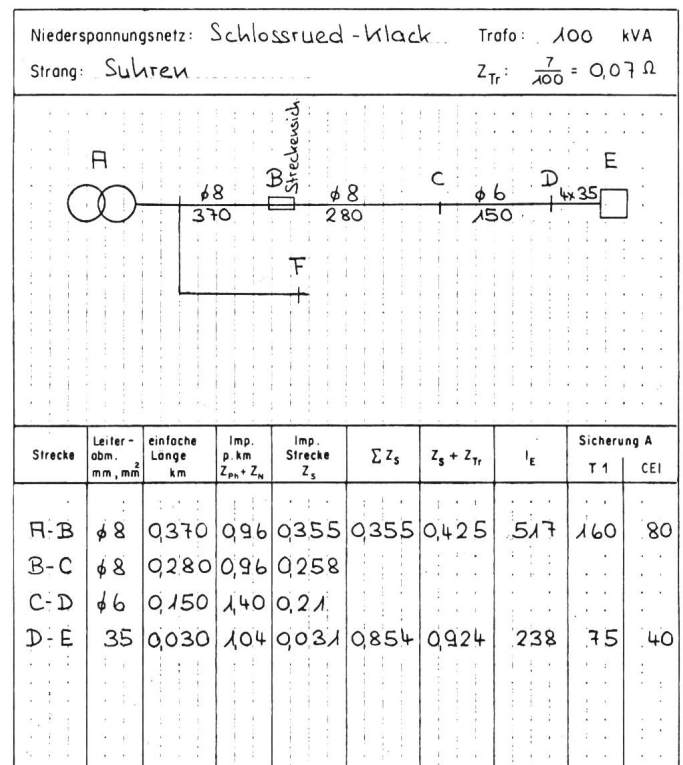 Niederspannungsnetz: Schlossrued - Klack Trafo: 100 kVA
Strang: Suhren Z_Tr: 7/100 = 0,07 Ω
Streckensich
A B C D E
ϕ8 ϕ8 ϕ6 4x35
370 280 150
F
Strecke Leiter-abm. mm, mm² einfache Länge km Imp. p. km Z_Ph + Z_N Imp. Strecke Z_s Σ Z_s Z_s + Z_Tr I_E Sicherung A T1 CEI
A-B ϕ8 0,370 0,96 0,355 0,355 0,425 517 160 80
B-C ϕ8 0,280 0,96 0,258
C-D ϕ6 0,150 1,40 0,21
D-E 35 0,030 1,04 0,031 0,854 0,924 238 75 40